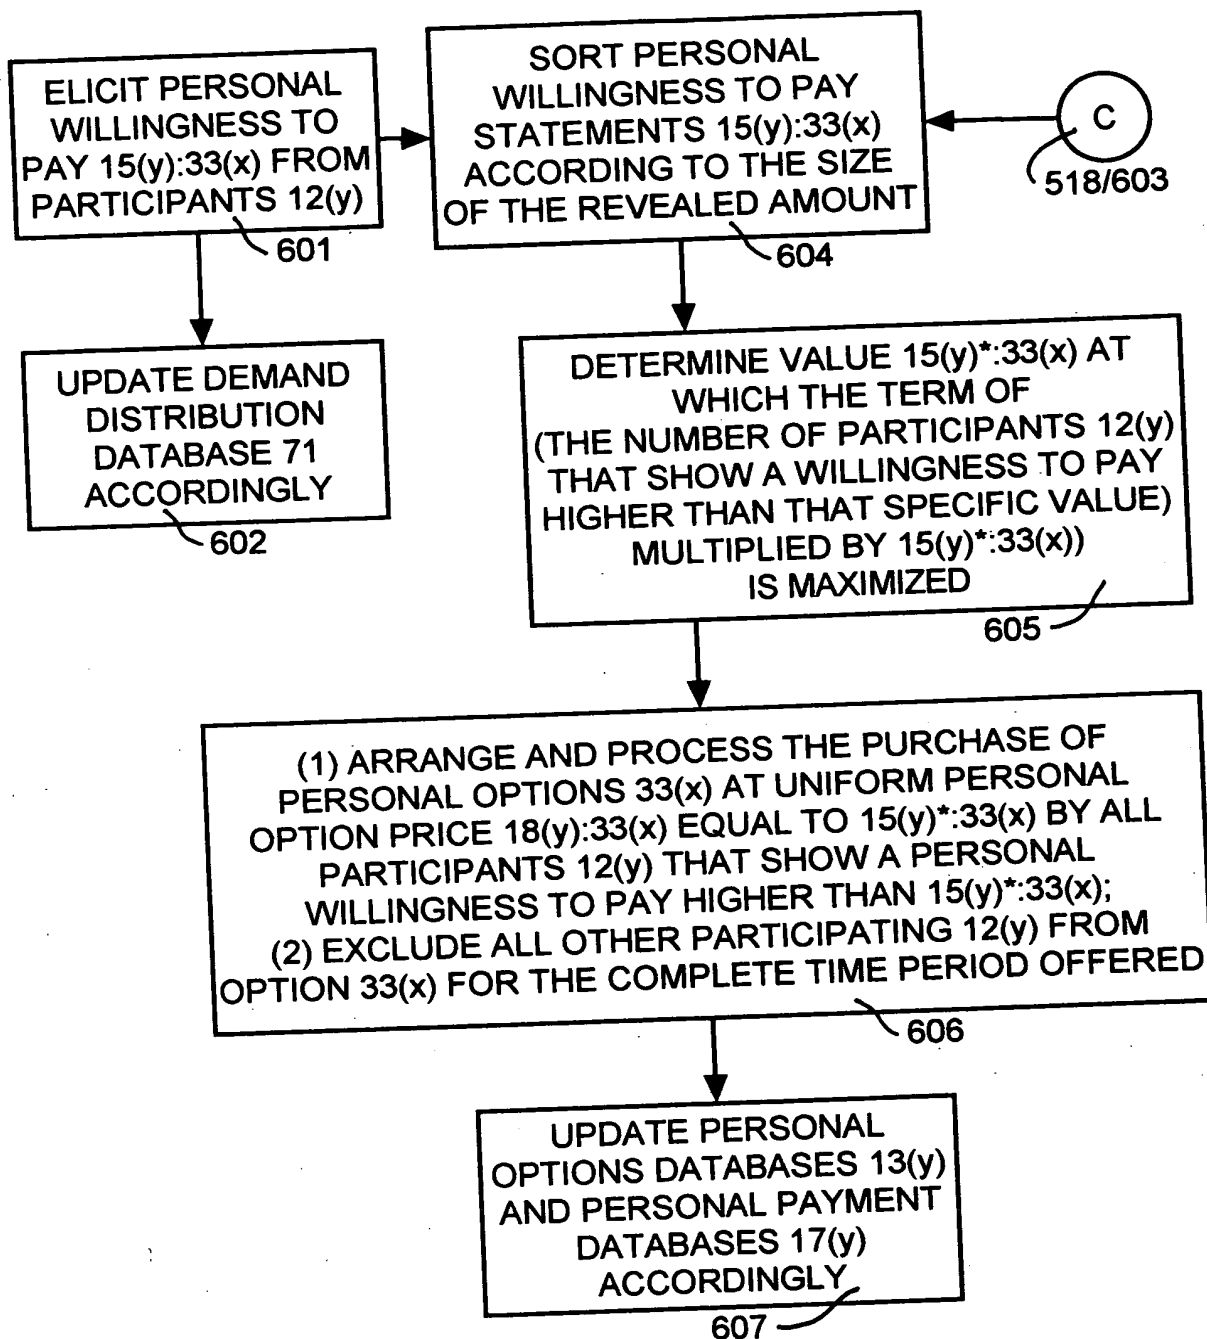 ELICIT PERSONAL
WILLINGNESS TO
PAY 15(y):33(x) FROM
PARTICIPANTS 12(y)
601
SORT PERSONAL
WILLINGNESS TO PAY
STATEMENTS 15(y):33(x)
ACCORDING TO THE SIZE
OF THE REVEALED AMOUNT
604
C
518/603
UPDATE DEMAND
DISTRIBUTION
DATABASE 71
ACCORDINGLY
602
DETERMINE VALUE 15(y)*:33(x) AT
WHICH THE TERM OF
(THE NUMBER OF PARTICIPANTS 12(y)
THAT SHOW A WILLINGNESS TO PAY
HIGHER THAN THAT SPECIFIC VALUE)
MULTIPLIED BY 15(y)*:33(x))
IS MAXIMIZED
605
(1) ARRANGE AND PROCESS THE PURCHASE OF
PERSONAL OPTIONS 33(x) AT UNIFORM PERSONAL
OPTION PRICE 18(y):33(x) EQUAL TO 15(y)*:33(x) BY ALL
PARTICIPANTS 12(y) THAT SHOW A PERSONAL
WILLINGNESS TO PAY HIGHER THAN 15(y)*:33(x);
(2) EXCLUDE ALL OTHER PARTICIPATING 12(y) FROM
OPTION 33(x) FOR THE COMPLETE TIME PERIOD OFFERED
606
UPDATE PERSONAL
OPTIONS DATABASES 13(y)
AND PERSONAL PAYMENT
DATABASES 17(y)
ACCORDINGLY
607